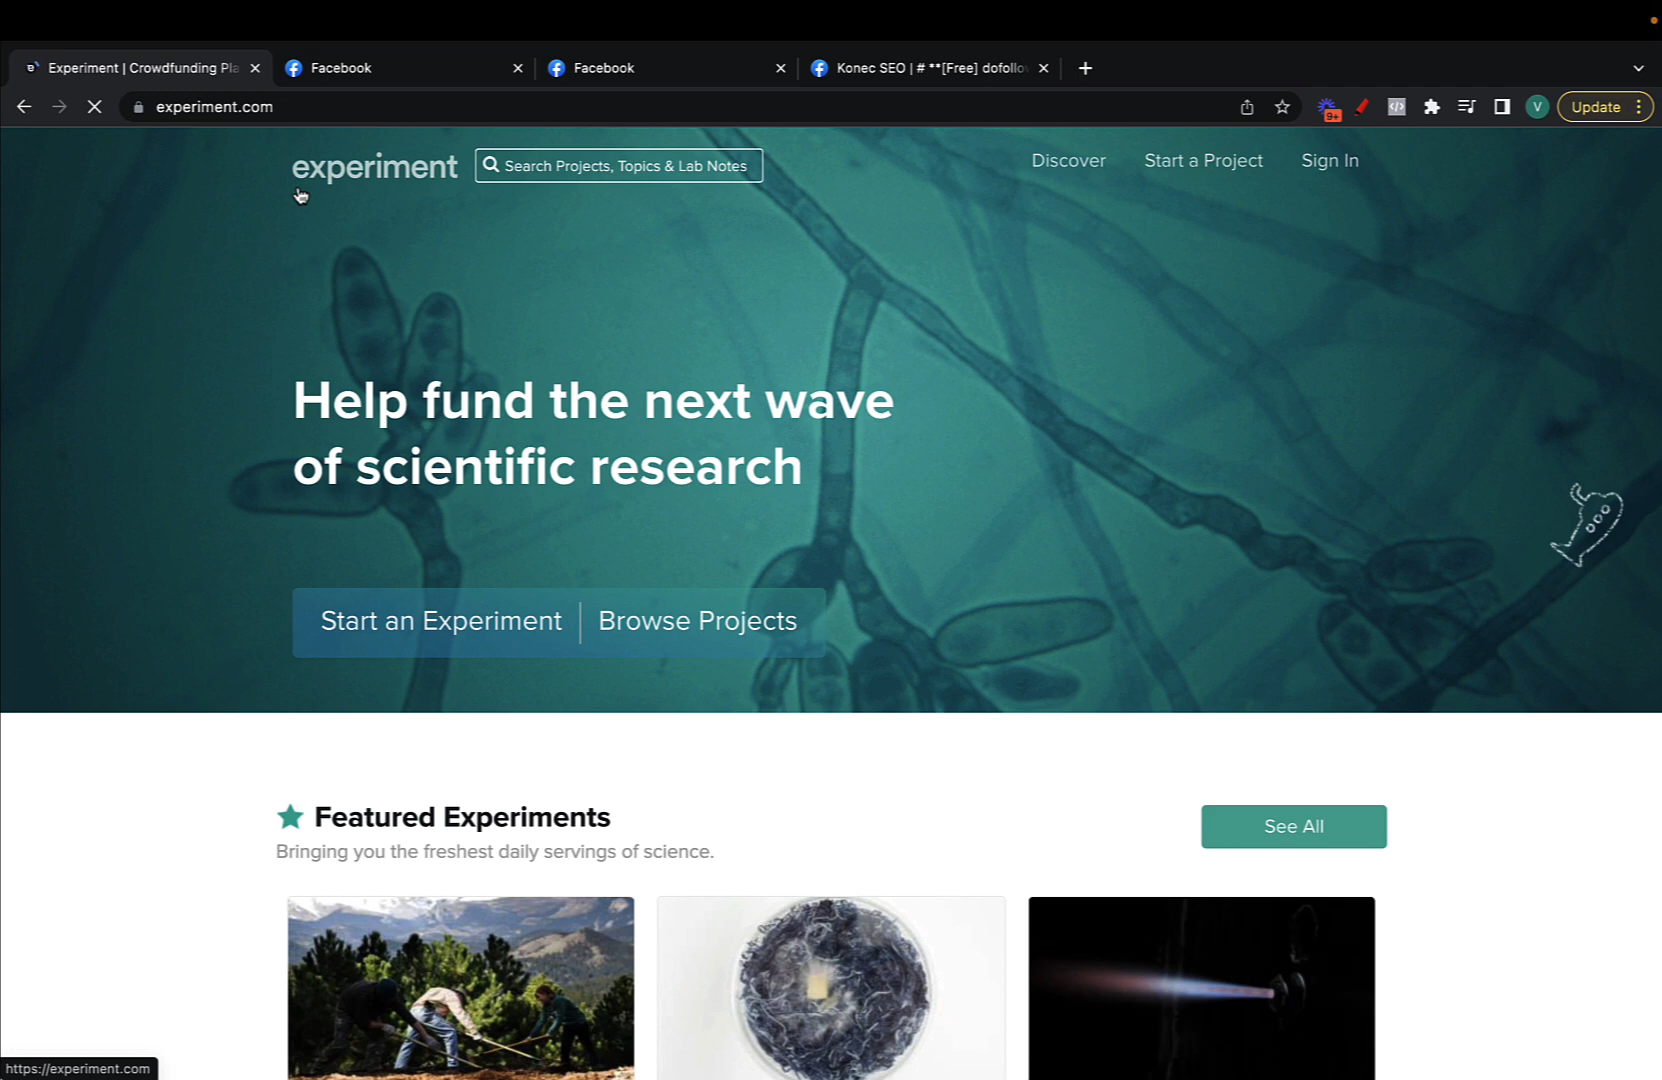 Experiment | Crowdfunding Pla
Facebook
Facebook
Konec SEO | # **[Free] dofollow
experiment.com
9+
V
Update
experiment
Search Projects, Topics & Lab Notes
Discover
Start a Project
Sign In
Help fund the next wave
of scientific research
Start an Experiment
Browse Projects
Featured Experiments
Bringing you the freshest daily servings of science.
See All
https://experiment.com